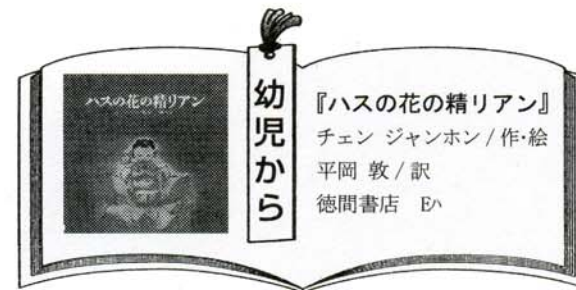 ハスの花の精リアン
幼児から
『ハスの花の精リアン』
チェン ジャンホン/作・絵
平岡 敦/訳
徳間書店 Eハ